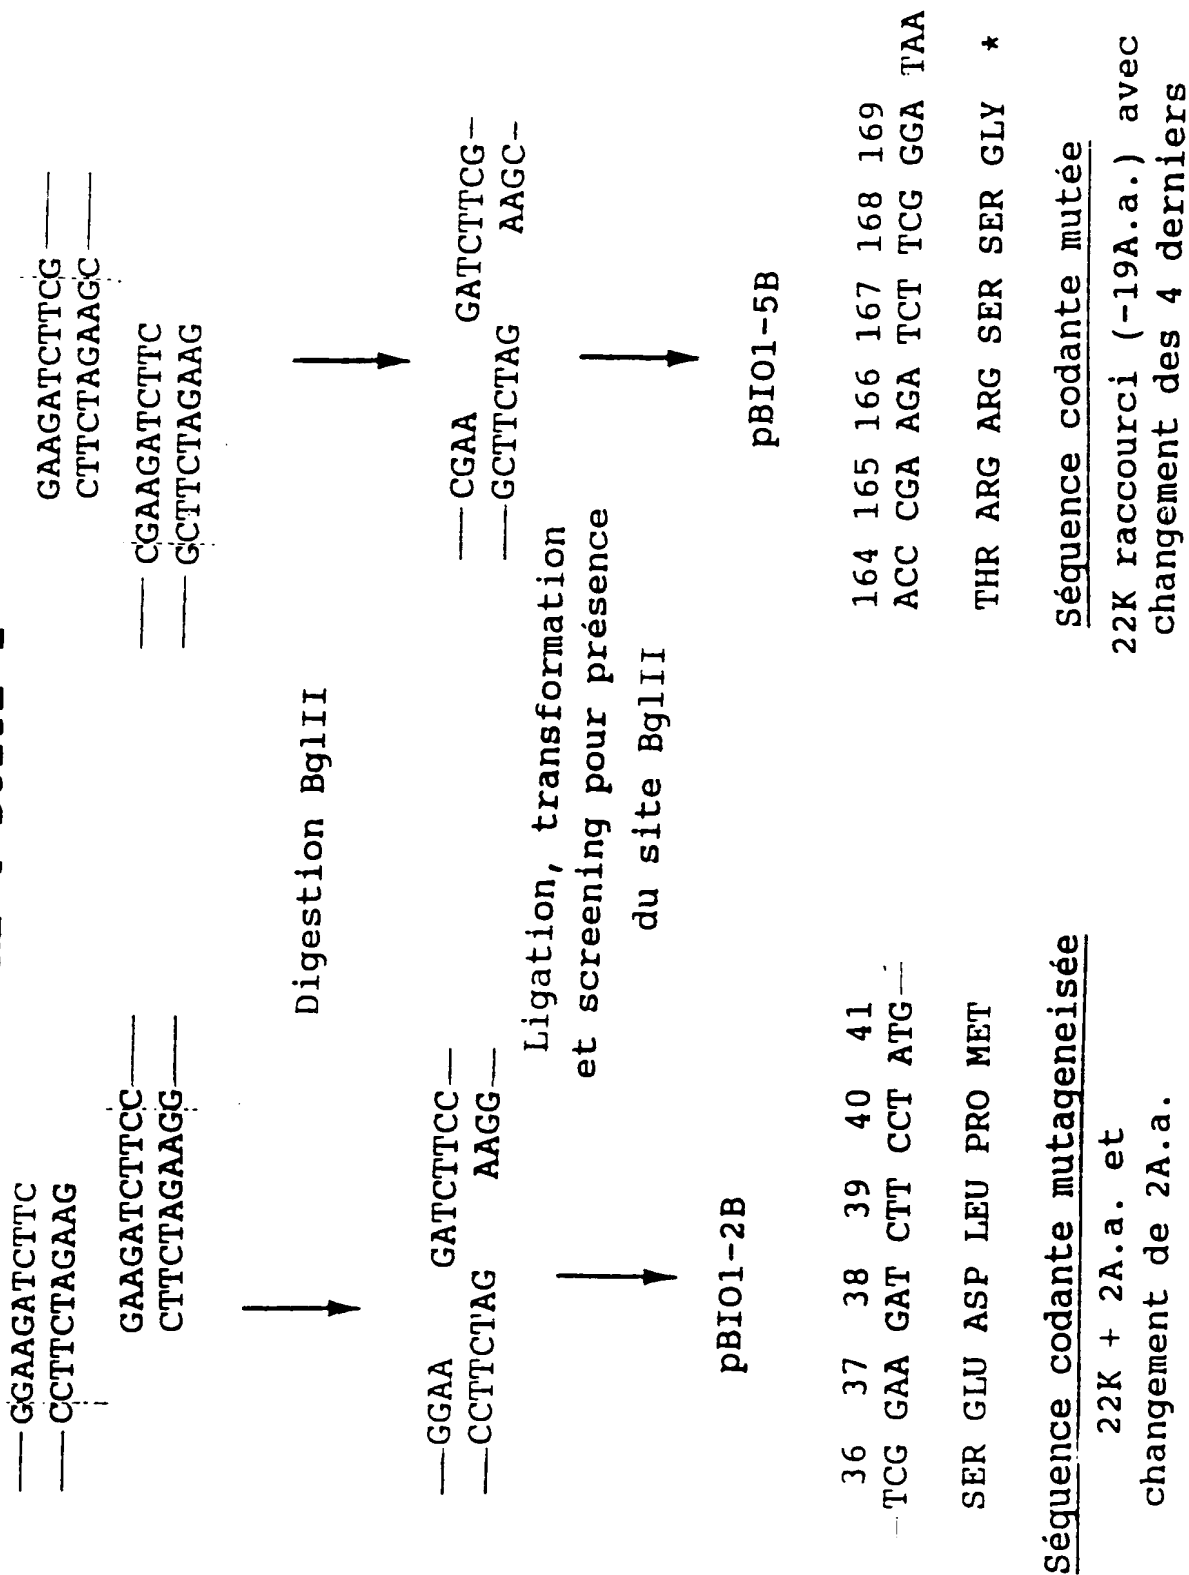 GGAAGATCTTC
CCTTCTAGAAG
GAAGATCTTCC
CTTCTAGAAGG
GAAGATCTTCG
CTTCTAGAAGC
CGAAGATCTTC
GCTTCTAGAAG
Digestion BglII
GGAA GATCTTCC
CCTTCTAG AAGG
CGAA GATCTTCG
GCTTCTAG AAGC
Ligation, transformation
et screening pour présence
du site BglII
pBIO1-2B
pBIO1-5B
36 37 38 39 40 41
TCG GAA GAT CTT CCT ATG
SER GLU ASP LEU PRO MET
Séquence codante mutageneisée
22K + 2A.a. et
changement de 2A.a.
164 165 166 167 168 169
ACC CGA AGA TCT TCG GGA TAA
THR ARG ARG SER SER GLY *
Séquence codante mutée
22K raccourci (-19A.a.) avec
changement des 4 derniers